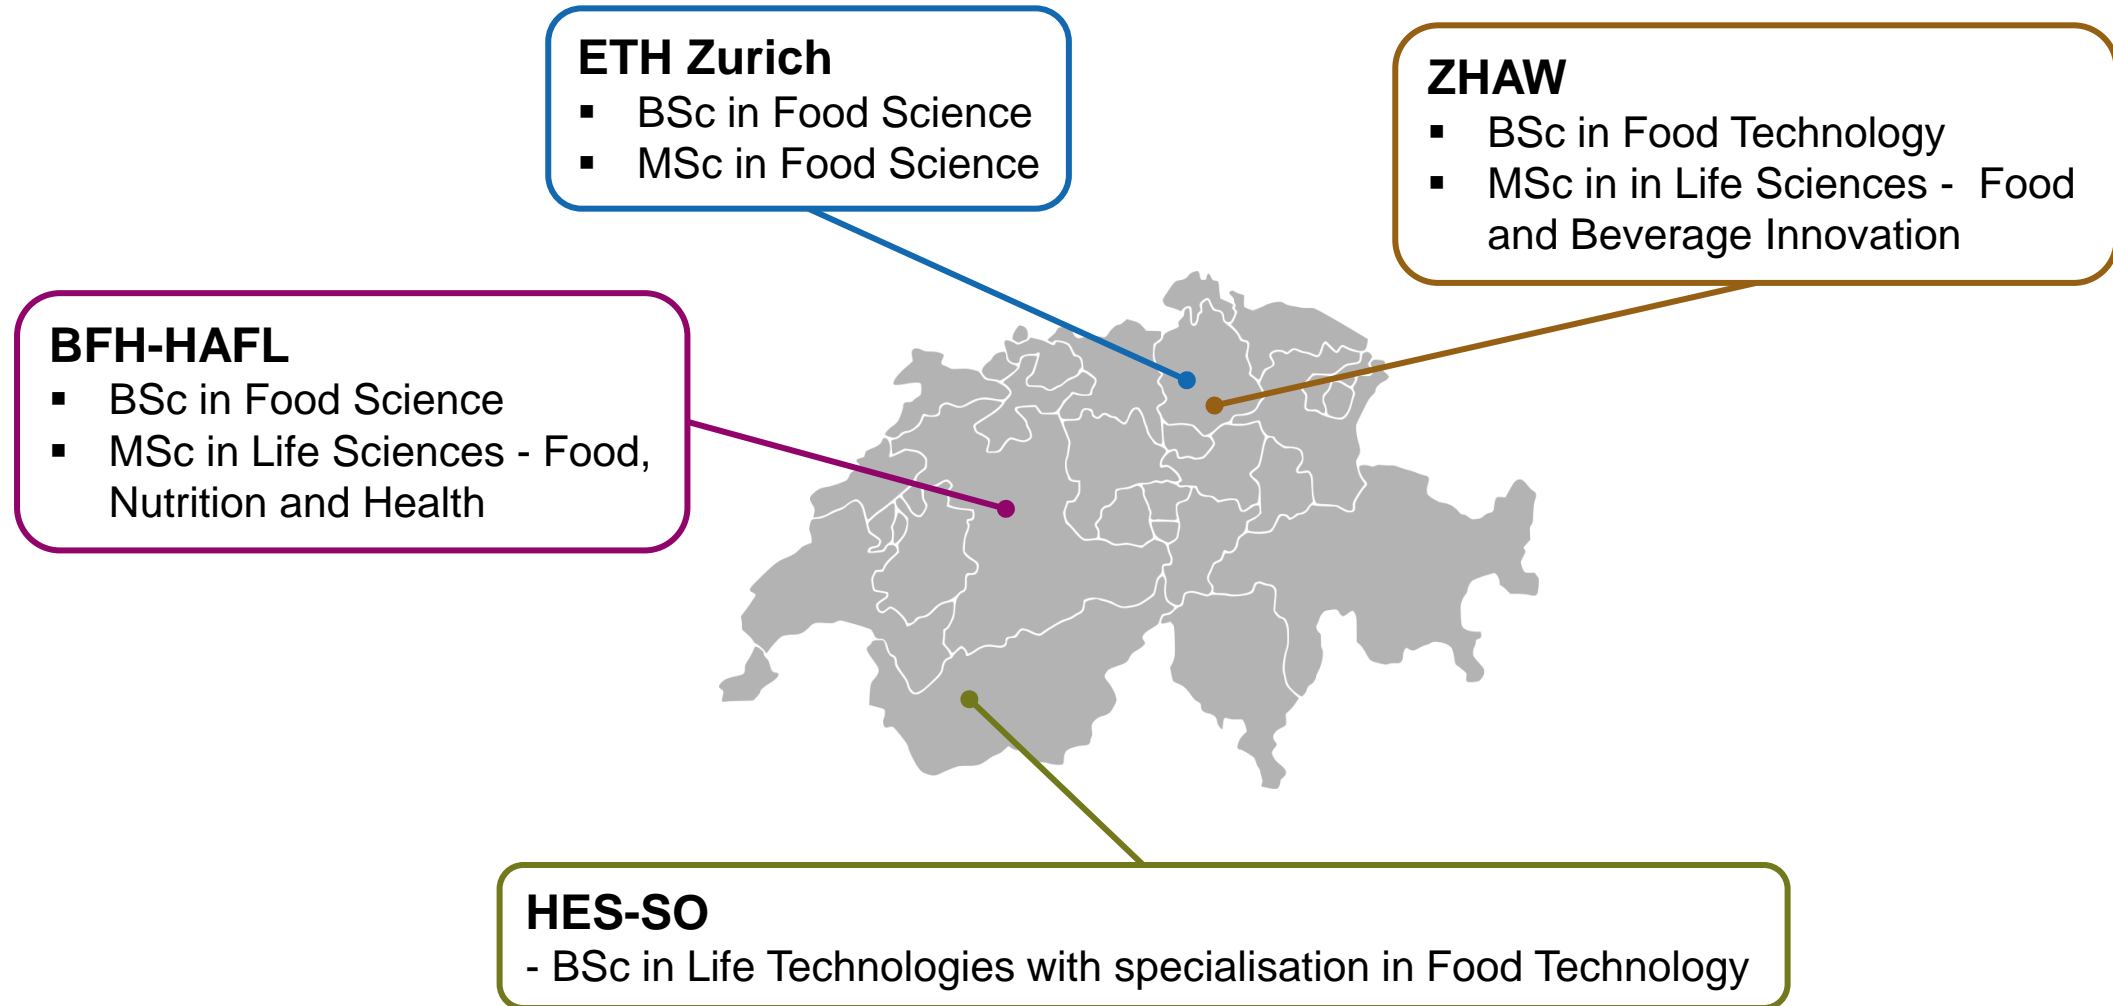 ETH Zurich
▪ BSc in Food Science
▪ MSc in Food Science
ZHAW
▪ BSc in Food Technology
▪ MSc in in Life Sciences - Food
and Beverage Innovation
BFH-HAFL
▪ BSc in Food Science
▪ MSc in Life Sciences - Food,
Nutrition and Health
HES-SO
- BSc in Life Technologies with specialisation in Food Technology